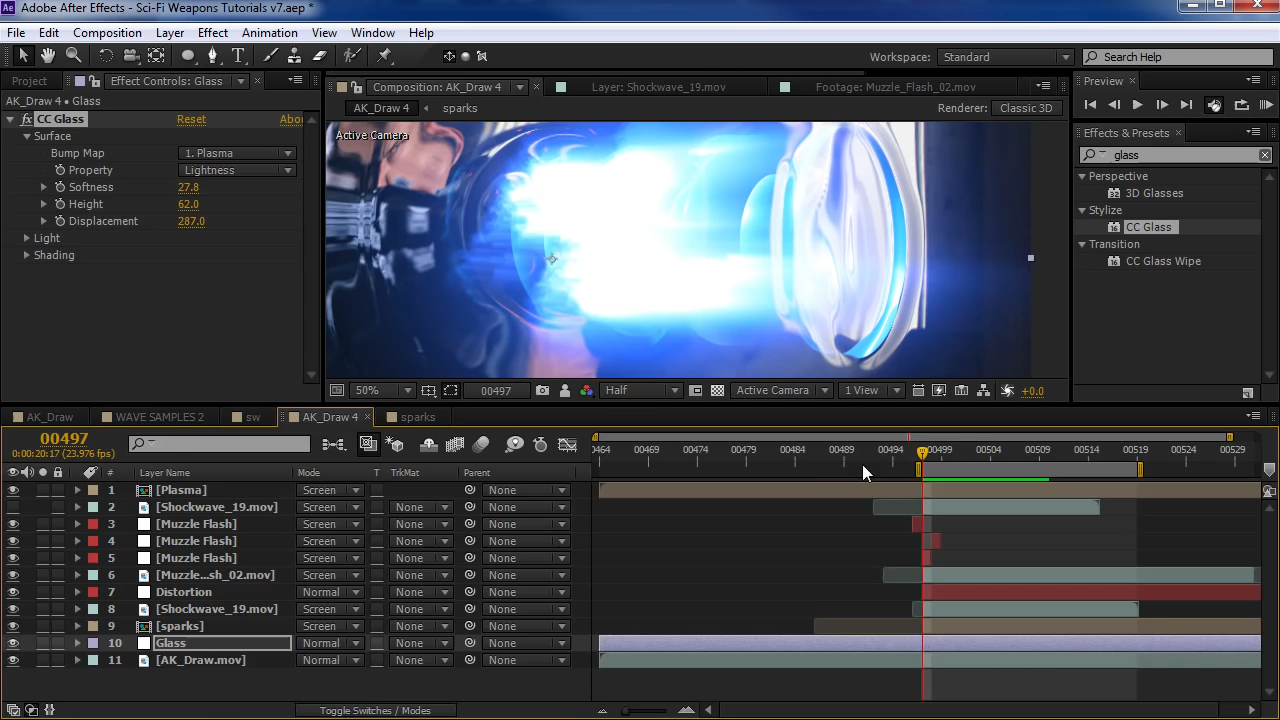 Ae Adobe After Effects - Sci-Fi Weapons Tutorials v7.aep *
File Edit Composition Layer Effect Animation View Window Help
T Workspace: Standard Search Help
Project Effect Controls: Glass
AK_Draw 4 • Glass
fx CC Glass Reset Abou
Surface
Bump Map 1. Plasma
Property Lightness
Softness 27.8
Height 62.0
Displacement 287.0
Light
Shading
Composition: AK_Draw 4 Layer: Shockwave_19.mov Footage: Muzzle_Flash_02.mov
AK_Draw 4 sparks Renderer: Classic 3D
Active Camera
50% 00497 Half Active Camera 1 View +0.0
Preview
Effects & Presets
glass
Perspective
3D Glasses
Stylize
CC Glass
Transition
CC Glass Wipe
AK_Draw WAVE SAMPLES 2 sw AK_Draw 4 sparks
00497
0:00:20:17 (23.976 fps)
00464 00469 00474 00479 00484 00489 00494 00499 00504 00509 00514 00519 00524 00529
# Layer Name Mode T TrkMat Parent
1 [Plasma] Screen None
2 [Shockwave_19.mov] Screen None None
3 [Muzzle Flash] Screen None None
4 [Muzzle Flash] Screen None None
5 [Muzzle Flash] Screen None None
6 [Muzzle...sh_02.mov] Screen None None
7 Distortion Normal None None
8 [Shockwave_19.mov] Screen None None
9 [sparks] Screen None None
10 Glass Normal None None
11 [AK_Draw.mov] Normal None None
Toggle Switches / Modes